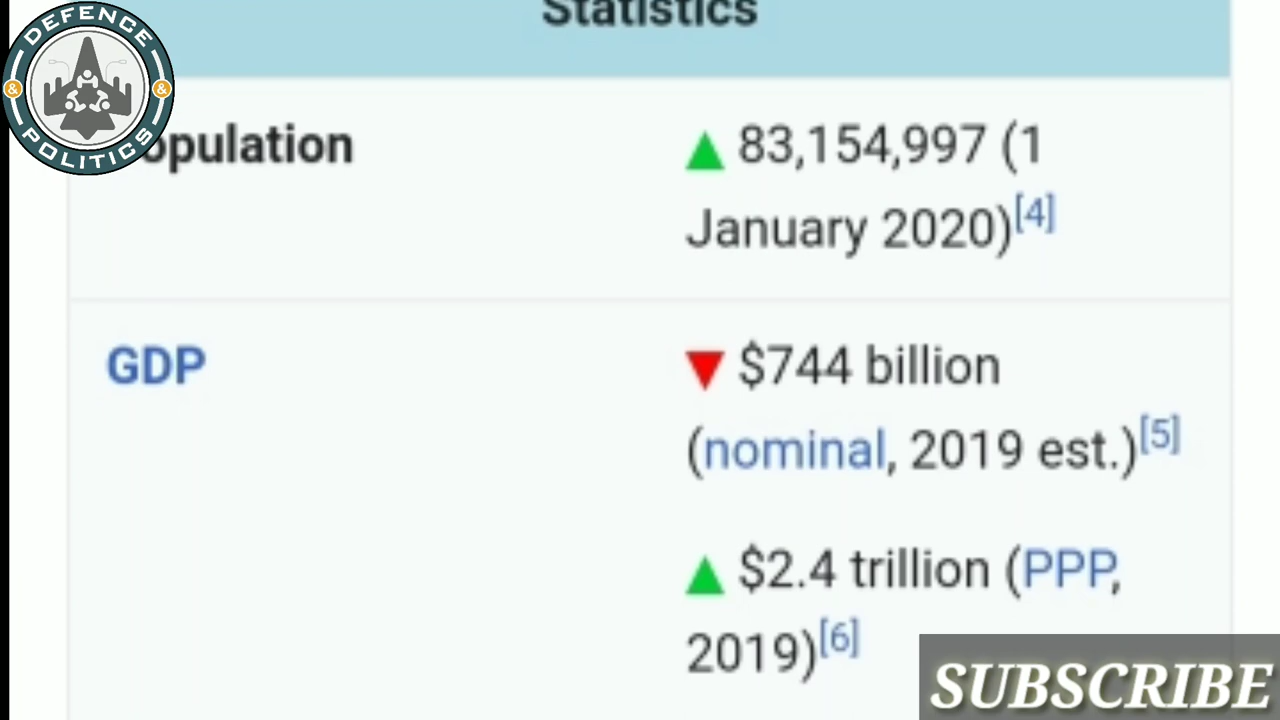 DEFENCE
&
&
POLITICS
Statistics
opulation
▲ 83,154,997 (1
January 2020)[4]
GDP
▼ $744 billion
(nominal, 2019 est.)[5]
▲ $2.4 trillion (PPP,
2019)[6]
SUBSCRIBE